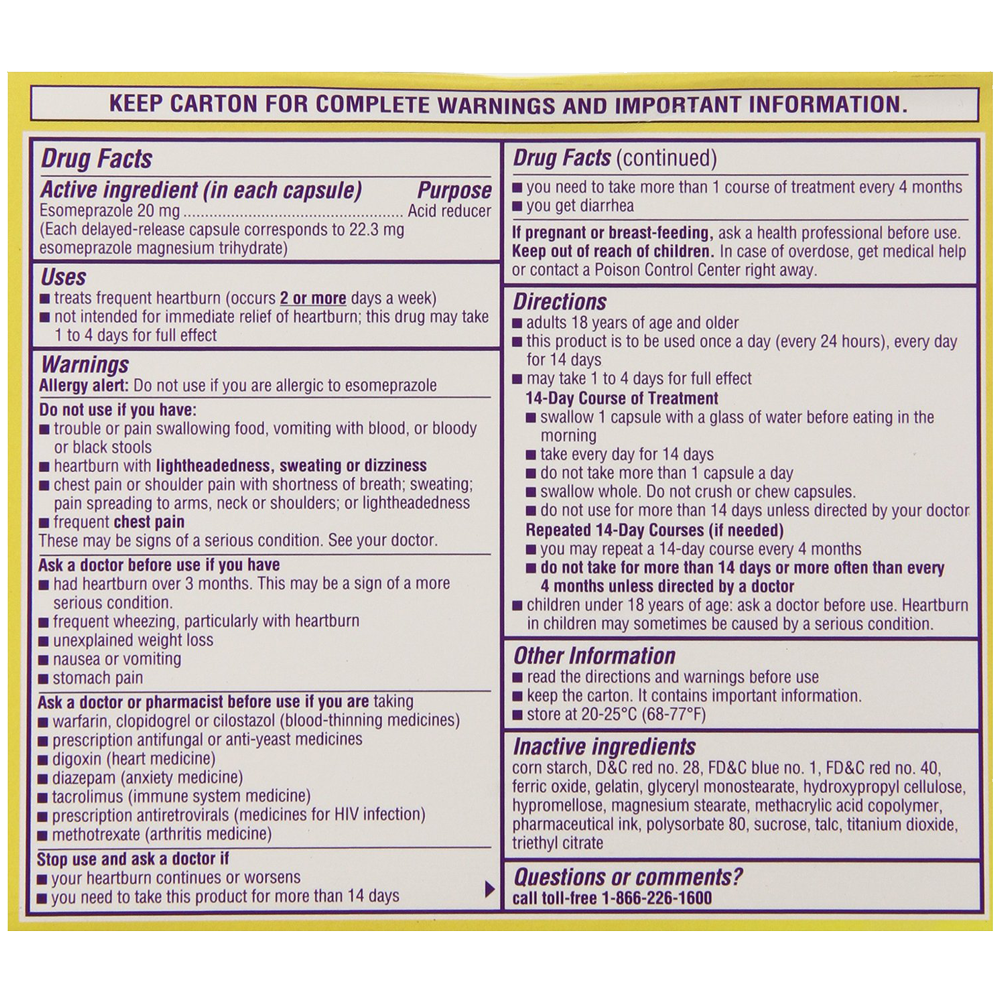 KEEP CARTON FOR COMPLETE WARNINGS AND IMPORTANT INFORMATION.
Drug Facts
Active ingredient (in each capsule) Purpose
Esomeprazole 20 mg ........................................ Acid reducer
(Each delayed-release capsule corresponds to 22.3 mg
esomeprazole magnesium trihydrate)
Uses
■ treats frequent heartburn (occurs 2 or more days a week)
■ not intended for immediate relief of heartburn; this drug may take
1 to 4 days for full effect
Warnings
Allergy alert: Do not use if you are allergic to esomeprazole
Do not use if you have:
■ trouble or pain swallowing food, vomiting with blood, or bloody
or black stools
■ heartburn with lightheadedness, sweating or dizziness
■ chest pain or shoulder pain with shortness of breath; sweating;
pain spreading to arms, neck or shoulders; or lightheadedness
■ frequent chest pain
These may be signs of a serious condition. See your doctor.
Ask a doctor before use if you have
■ had heartburn over 3 months. This may be a sign of a more
serious condition.
■ frequent wheezing, particularly with heartburn
■ unexplained weight loss
■ nausea or vomiting
■ stomach pain
Ask a doctor or pharmacist before use if you are taking
■ warfarin, clopidogrel or cilostazol (blood-thinning medicines)
■ prescription antifungal or anti-yeast medicines
■ digoxin (heart medicine)
■ diazepam (anxiety medicine)
■ tacrolimus (immune system medicine)
■ prescription antiretrovirals (medicines for HIV infection)
■ methotrexate (arthritis medicine)
Stop use and ask a doctor if
■ your heartburn continues or worsens
■ you need to take this product for more than 14 days
Drug Facts (continued)
■ you need to take more than 1 course of treatment every 4 months
■ you get diarrhea
If pregnant or breast-feeding, ask a health professional before use.
Keep out of reach of children. In case of overdose, get medical help
or contact a Poison Control Center right away.
Directions
■ adults 18 years of age and older
■ this product is to be used once a day (every 24 hours), every day
for 14 days
■ may take 1 to 4 days for full effect
14-Day Course of Treatment
■ swallow 1 capsule with a glass of water before eating in the
morning
■ take every day for 14 days
■ do not take more than 1 capsule a day
■ swallow whole. Do not crush or chew capsules.
■ do not use for more than 14 days unless directed by your doctor
Repeated 14-Day Courses (if needed)
■ you may repeat a 14-day course every 4 months
■ do not take for more than 14 days or more often than every
4 months unless directed by a doctor
■ children under 18 years of age: ask a doctor before use. Heartburn
in children may sometimes be caused by a serious condition.
Other Information
■ read the directions and warnings before use
■ keep the carton. It contains important information.
■ store at 20-25°C (68-77°F)
Inactive ingredients
corn starch, D&C red no. 28, FD&C blue no. 1, FD&C red no. 40,
ferric oxide, gelatin, glyceryl monostearate, hydroxypropyl cellulose,
hypromellose, magnesium stearate, methacrylic acid copolymer,
pharmaceutical ink, polysorbate 80, sucrose, talc, titanium dioxide,
triethyl citrate
Questions or comments?
call toll-free 1-866-226-1600